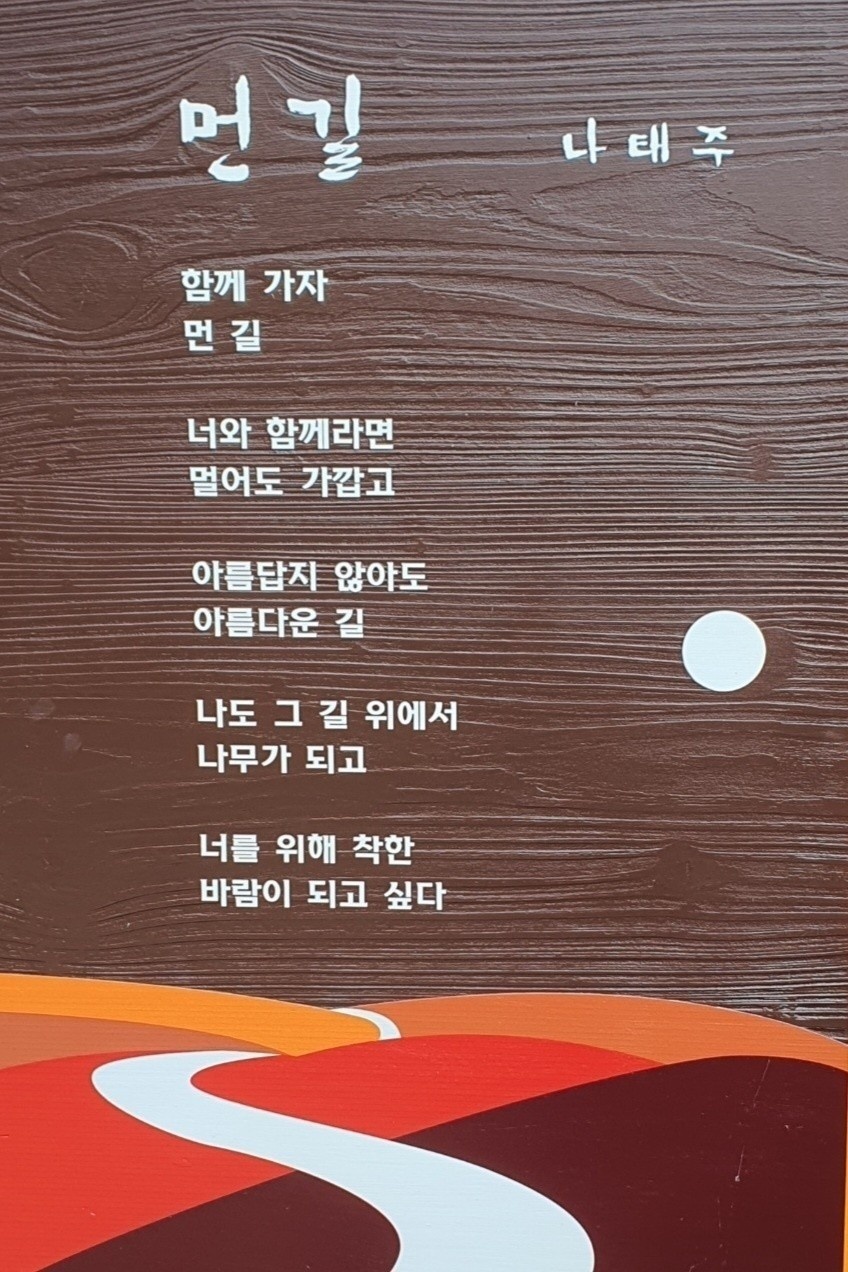 먼 길 나태주
함께 가자
먼 길
너와 함께라면
멀어도 가깝고
아름답지 않아도
아름다운 길
나도 그 길 위에서
나무가 되고
너를 위해 착한
바람이 되고 싶다